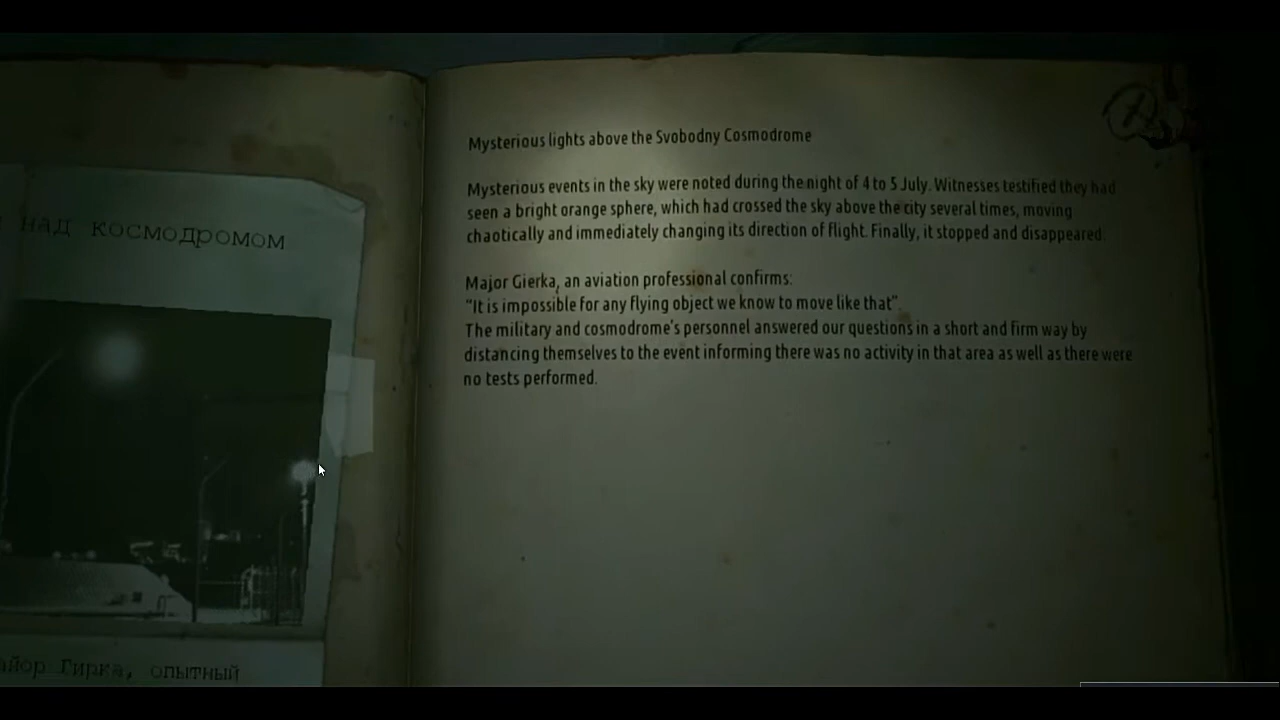 над космодромом
Гирка, опытный
Mysterious lights above the Svobodny Cosmodrome
Mysterious events in the sky were noted during the night of 4 to 5 July. Witnesses testified they had
seen a bright orange sphere, which had crossed the sky above the city several times, moving
chaotically and immediately changing its direction of flight. Finally, it stopped and disappeared.
Major Gierka, an aviation professional confirms:
“It is impossible for any flying object we know to move like that”.
The military and cosmodrome's personnel answered our questions in a short and firm way by
distancing themselves to the event informing there was no activity in that area as well as there were
no tests performed.